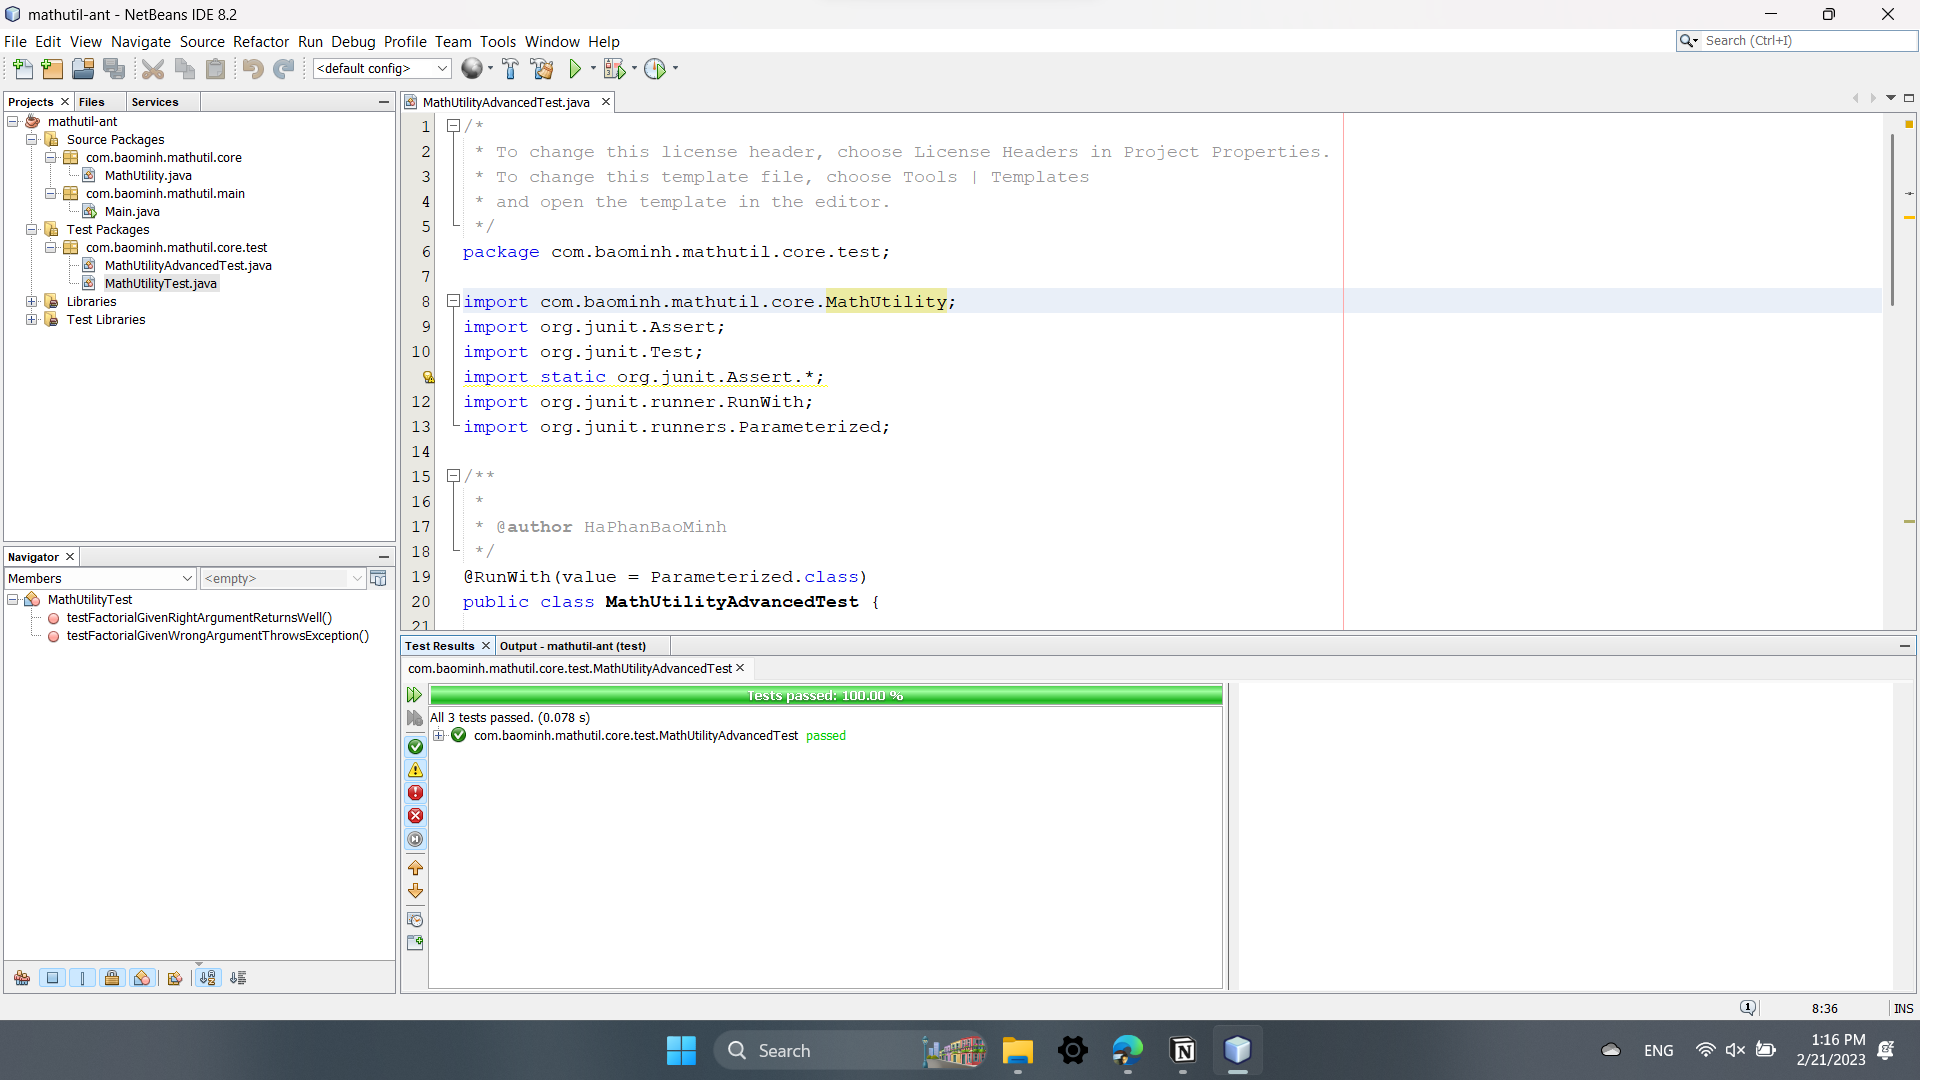 mathutil-ant - NetBeans IDE 8.2
File Edit View Navigate Source Refactor Run Debug Profile Team Tools Window Help
Search (Ctrl+I)
<default config>
Projects Files Services
mathutil-ant
Source Packages
com.baominh.mathutil.core
MathUtility.java
com.baominh.mathutil.main
Main.java
Test Packages
com.baominh.mathutil.core.test
MathUtilityAdvancedTest.java
MathUtilityTest.java
Libraries
Test Libraries
Navigator
Members <empty>
MathUtilityTest
testFactorialGivenRightArgumentReturnsWell()
testFactorialGivenWrongArgumentThrowsException()
MathUtilityAdvancedTest.java
1 /*
2 * To change this license header, choose License Headers in Project Properties.
3 * To change this template file, choose Tools | Templates
4 * and open the template in the editor.
5 */
6 package com.baominh.mathutil.core.test;
7
8 import com.baominh.mathutil.core.MathUtility;
9 import org.junit.Assert;
10 import org.junit.Test;
import static org.junit.Assert.*;
12 import org.junit.runner.RunWith;
13 import org.junit.runners.Parameterized;
14
15 /**
16 *
17 * @author HaPhanBaoMinh
18 */
19 @RunWith(value = Parameterized.class)
20 public class MathUtilityAdvancedTest {
21
Test Results Output - mathutil-ant (test)
com.baominh.mathutil.core.test.MathUtilityAdvancedTest
Tests passed: 100.00 %
All 3 tests passed. (0.078 s)
com.baominh.mathutil.core.test.MathUtilityAdvancedTest passed
1 8:36 INS
Search
ENG
1:16 PM
2/21/2023